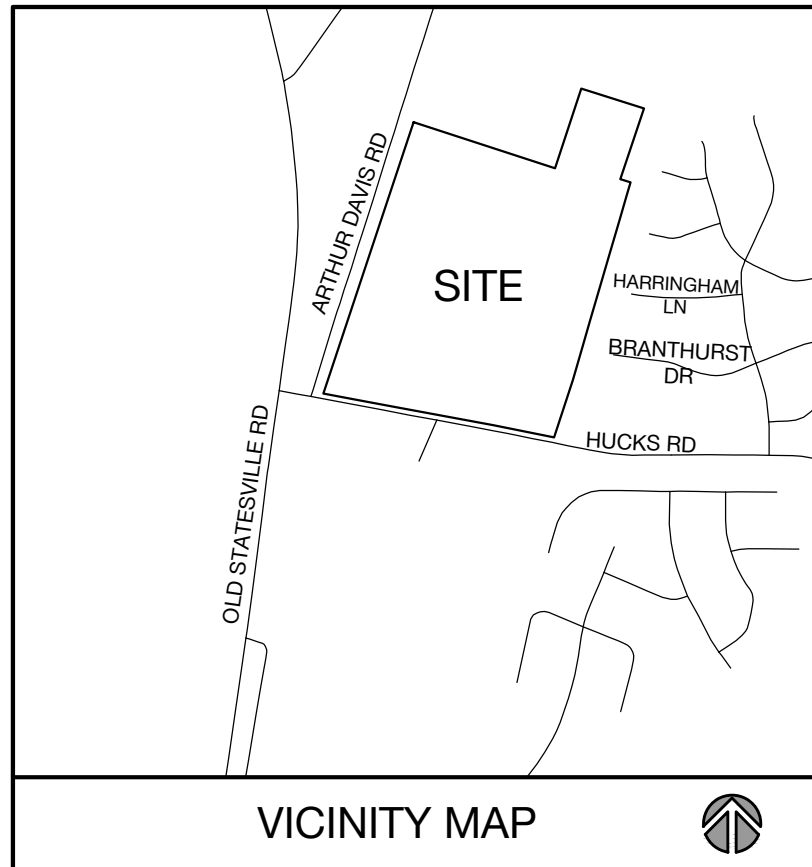 ARTHUR DAVIS RD
SITE
HARRINGHAM
LN
BRANTHURST
DR
HUCKS RD
OLD STATESVILLE RD
VICINITY MAP